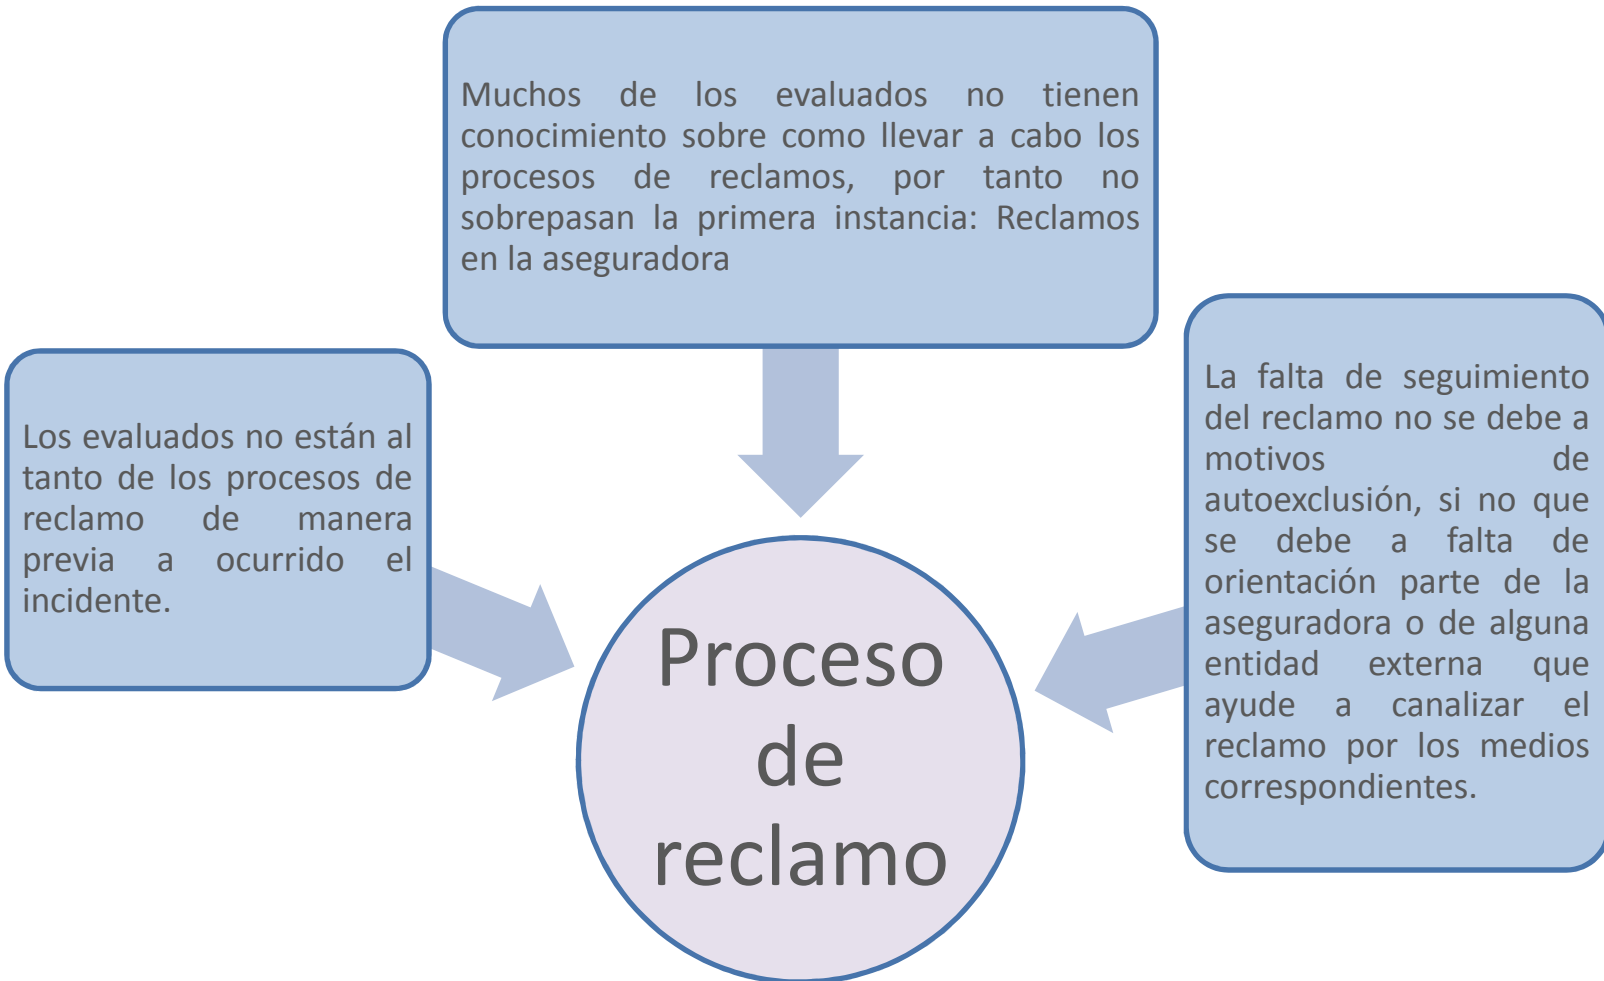 Muchos de los evaluados no tienen
conocimiento sobre como llevar a cabo los
procesos de reclamos, por tanto no
sobrepasan la primera instancia: Reclamos
en la aseguradora
Los evaluados no están al
tanto de los procesos de
reclamo de manera
previa a ocurrido el
incidente.
La falta de seguimiento
del reclamo no se debe a
motivos de
autoexclusión, si no que
se debe a falta de
orientación parte de la
aseguradora o de alguna
entidad externa que
ayude a canalizar el
reclamo por los medios
correspondientes.
Proceso
de
reclamo